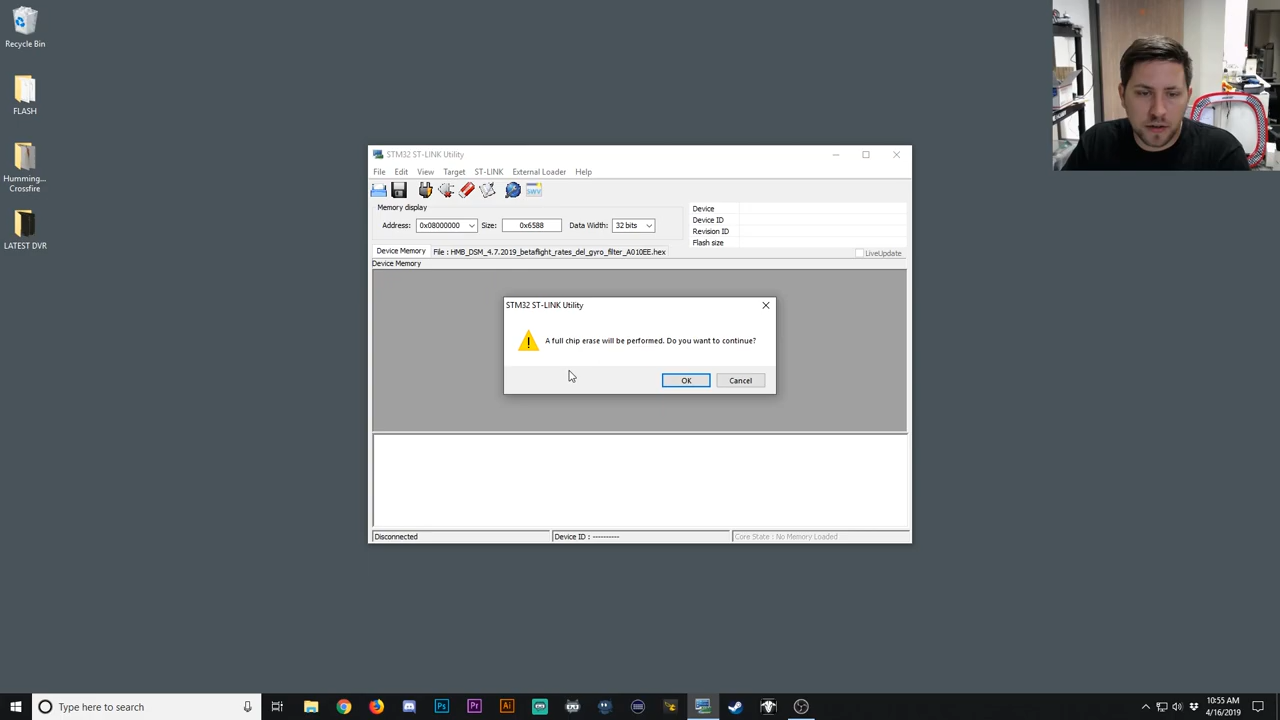 Recycle Bin
FLASH
Humming...
Crossfire
LATEST DVR
STM32 ST-LINK Utility
File Edit View Target ST-LINK External Loader Help
Memory display
Address: 0x08000000 Size: 0x6588 Data Width: 32 bits
Device
Device ID
Revision ID
Flash size
LiveUpdate
Device Memory File : HMB_DSM_4.7.2019_betaflight_rates_del_gyro_filter_A010EE.hex
Device Memory
STM32 ST-LINK Utility
A full chip erase will be performed. Do you want to continue?
OK Cancel
Disconnected Device ID : ---------- Core State : No Memory Loaded
Type here to search
Ps Pr Ai
10:55 AM
4/16/2019